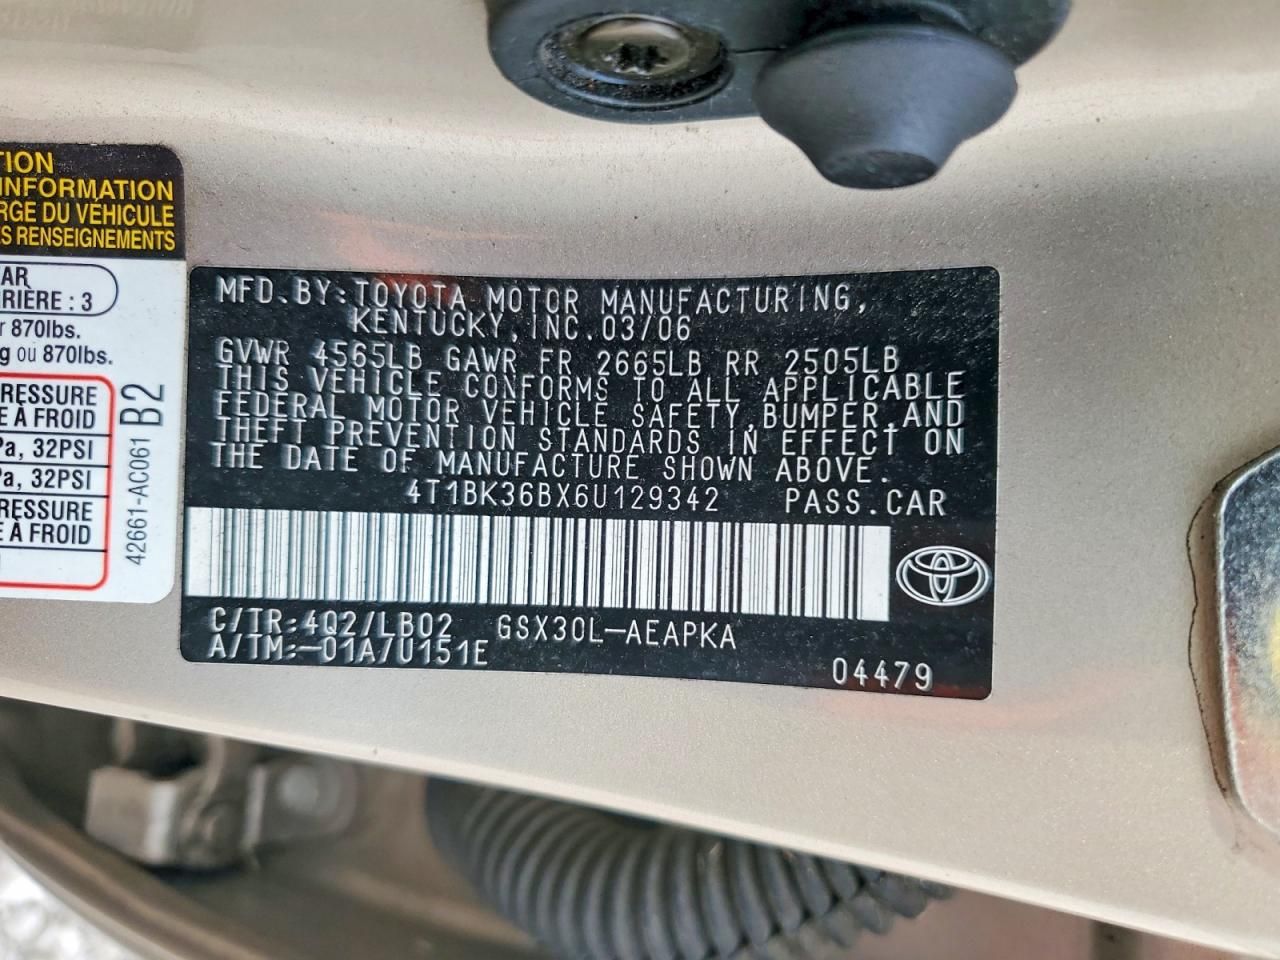 TION
INFORMATION
RGE DU VÉHICULE
ES RENSEIGNEMENTS
AR
RIERE : 3
r 870lbs.
g ou 870lbs.
RESSURE
E À FROID
Pa, 32PSI
Pa, 32PSI
RESSURE
E À FROID
42661-AC061 B2
MFD.BY:TOYOTA MOTOR MANUFACTURING,
KENTUCKY,INC.03/06
GVWR 4565LB GAWR FR 2665LB RR 2505LB
THIS VEHICLE CONFORMS TO ALL APPLICABLE
FEDERAL MOTOR VEHICLE SAFETY,BUMPER,AND
THEFT PREVENTION STANDARDS IN EFFECT ON
THE DATE OF MANUFACTURE SHOWN ABOVE.
4T1BK36BX6U129342 PASS.CAR
C/TR:4Q2/LB02 GSX30L-AEAPKA
A/TM:-01A/U151E
04479